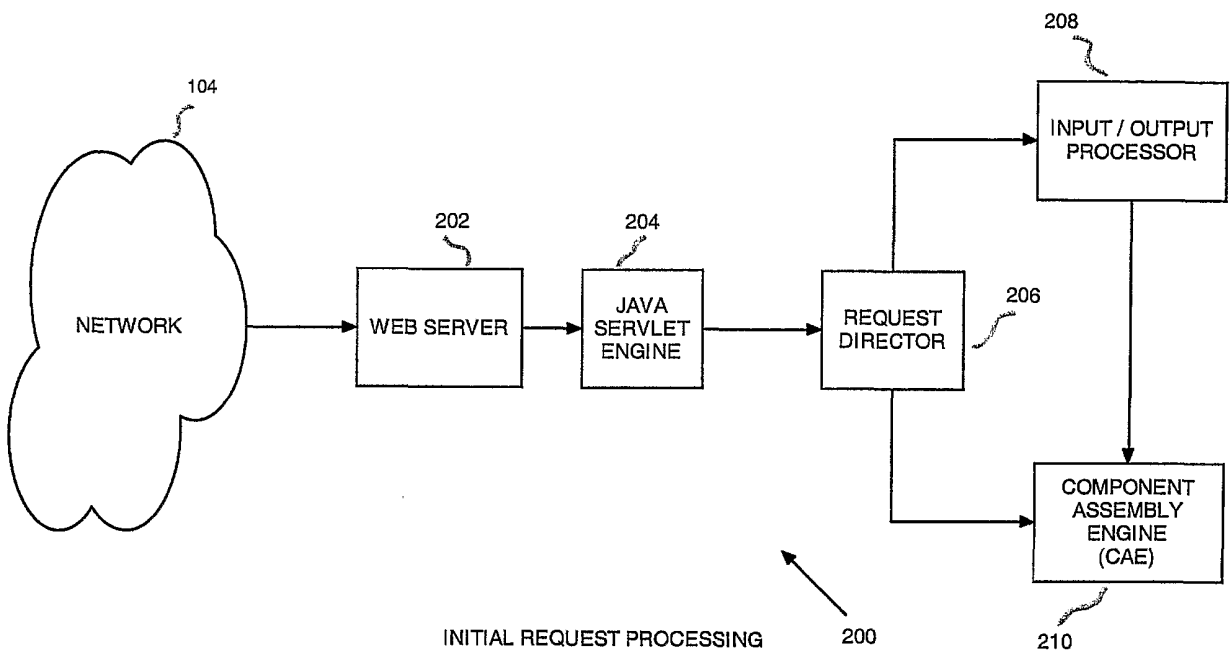 208
104
INPUT / OUTPUT
PROCESSOR
202
204
206
NETWORK
WEB SERVER
JAVA
SERVLET
ENGINE
REQUEST
DIRECTOR
COMPONENT
ASSEMBLY
ENGINE
(CAE)
INITIAL REQUEST PROCESSING
200
210